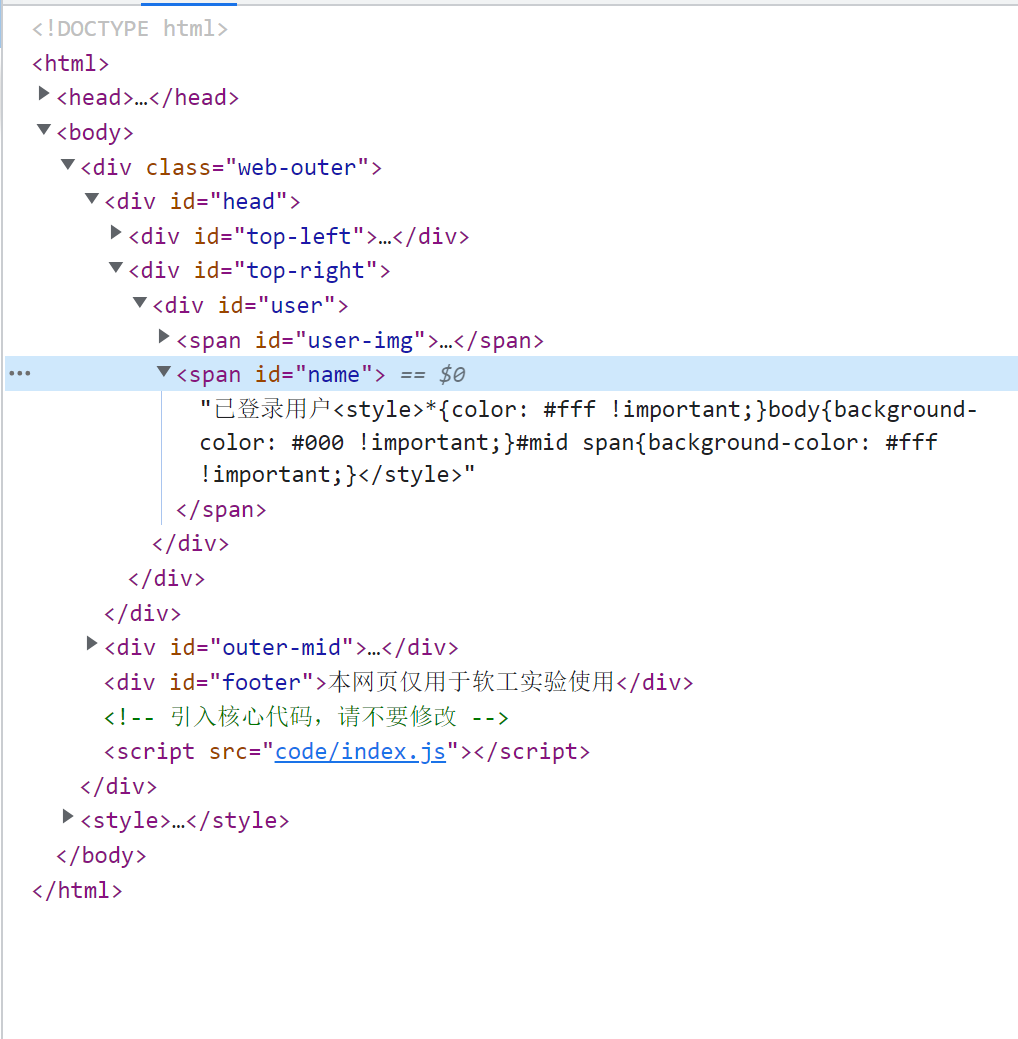 <!DOCTYPE html>
<html>
<head>…</head>
<body>
<div class="web-outer">
<div id="head">
<div id="top-left">…</div>
<div id="top-right">
<div id="user">
<span id="user-img">…</span>
<span id="name"> == $0
"已登录用户<style>*{color: #fff !important;}body{background-
color: #000 !important;}#mid span{background-color: #fff
!important;}</style>"
</span>
</div>
</div>
</div>
<div id="outer-mid">…</div>
<div id="footer">本网页仅用于软工实验使用</div>
<!-- 引入核心代码，请不要修改 -->
<script src="code/index.js"></script>
</div>
<style>…</style>
</body>
</html>